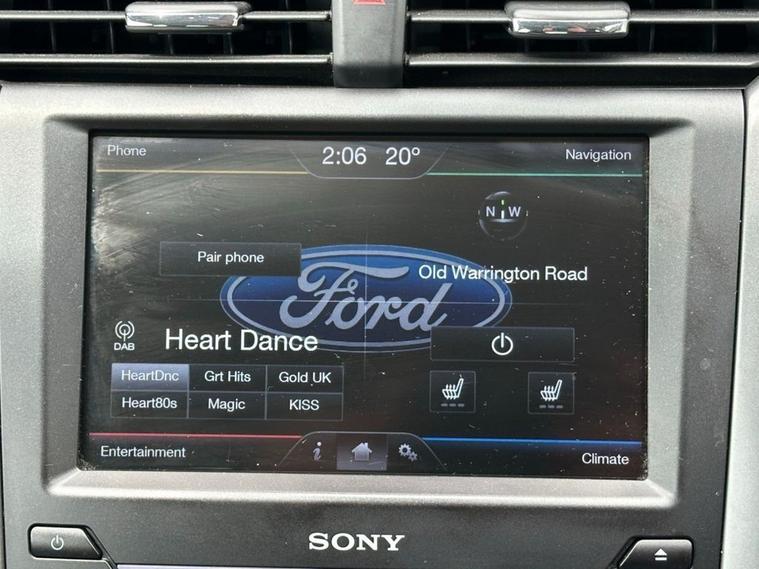 Phone
2:06 20°
Navigation
N W
Pair phone
Old Warrington Road
Ford
DAB
Heart Dance
HeartDnc Grt Hits Gold UK
Heart80s Magic KISS
Entertainment
i
Climate
SONY